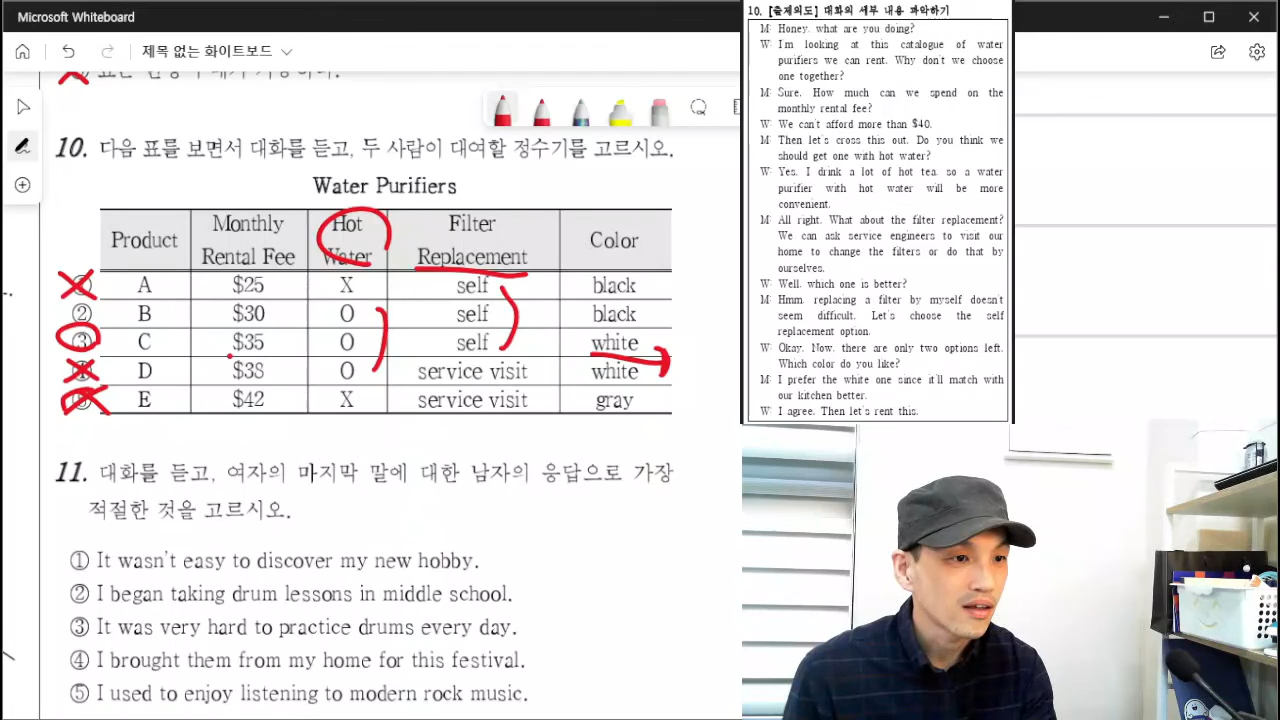 Microsoft Whiteboard
제목 없는 화이트보드
10. 다음 표를 보면서 대화를 듣고, 두 사람이 대여할 정수기를 고르시오.
Water Purifiers
Product Monthly Rental Fee Hot Water Filter Replacement Color
① A $25 X self black
② B $30 O self black
③ C $35 O self white
④ D $38 O service visit white
⑤ E $42 X service visit gray
11. 대화를 듣고, 여자의 마지막 말에 대한 남자의 응답으로 가장
적절한 것을 고르시오.
① It wasn't easy to discover my new hobby.
② I began taking drum lessons in middle school.
③ It was very hard to practice drums every day.
④ I brought them from my home for this festival.
⑤ I used to enjoy listening to modern rock music.
10. [출제의도] 대화의 세부 내용 파악하기
M: Honey, what are you doing?
W: I'm looking at this catalogue of water
purifiers we can rent. Why don't we choose
one together?
M: Sure. How much can we spend on the
monthly rental fee?
W: We can't afford more than $40.
M: Then let's cross this out. Do you think we
should get one with hot water?
W: Yes. I drink a lot of hot tea, so a water
purifier with hot water will be more
convenient.
M: All right. What about the filter replacement?
We can ask service engineers to visit our
home to change the filters or do that by
ourselves.
W: Well, which one is better?
M: Hmm, replacing a filter by myself doesn't
seem difficult. Let's choose the self
replacement option.
W: Okay. Now, there are only two options left.
Which color do you like?
M: I prefer the white one since it'll match with
our kitchen better.
W: I agree. Then let's rent this.